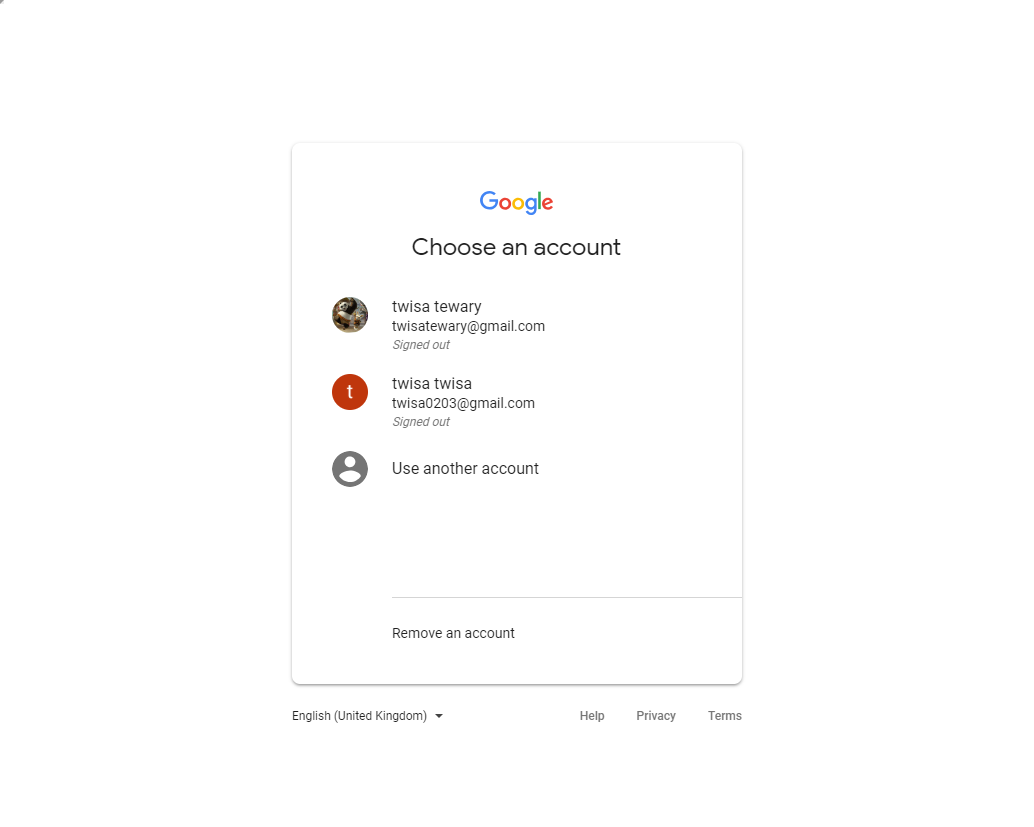 Google
Choose an account
twisa tewary
twisatewary@gmail.com
Signed out
t
twisa twisa
twisa0203@gmail.com
Signed out
Use another account
Remove an account
English (United Kingdom)
Help Privacy Terms